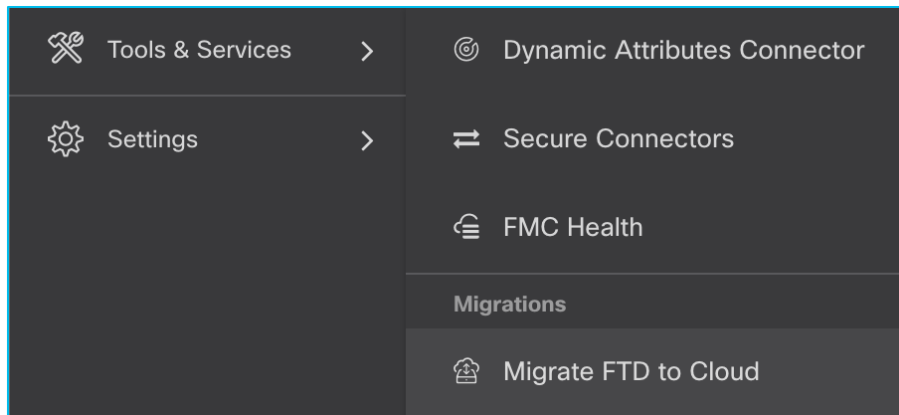 Tools & Services
Settings
Dynamic Attributes Connector
Secure Connectors
FMC Health
Migrations
Migrate FTD to Cloud